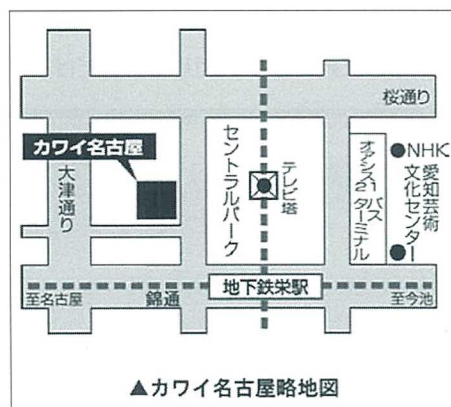 桜通り
カワイ名古屋
大津通り
セントラルパーク
テレビ塔
オアシス21 バスターミナル
NHK
愛知芸術
文化センター
至名古屋
錦通
地下鉄栄駅
至今池
▲カワイ名古屋略地図